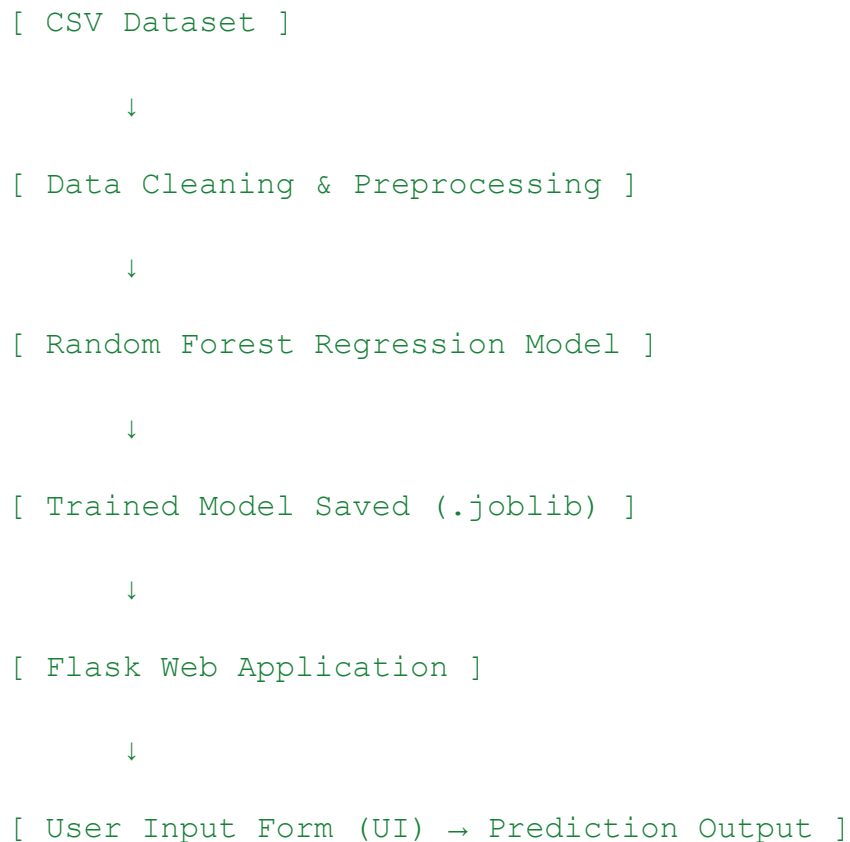 [ CSV Dataset ]
↓
[ Data Cleaning & Preprocessing ]
↓
[ Random Forest Regression Model ]
↓
[ Trained Model Saved (.joblib) ]
↓
[ Flask Web Application ]
↓
[ User Input Form (UI) → Prediction Output ]